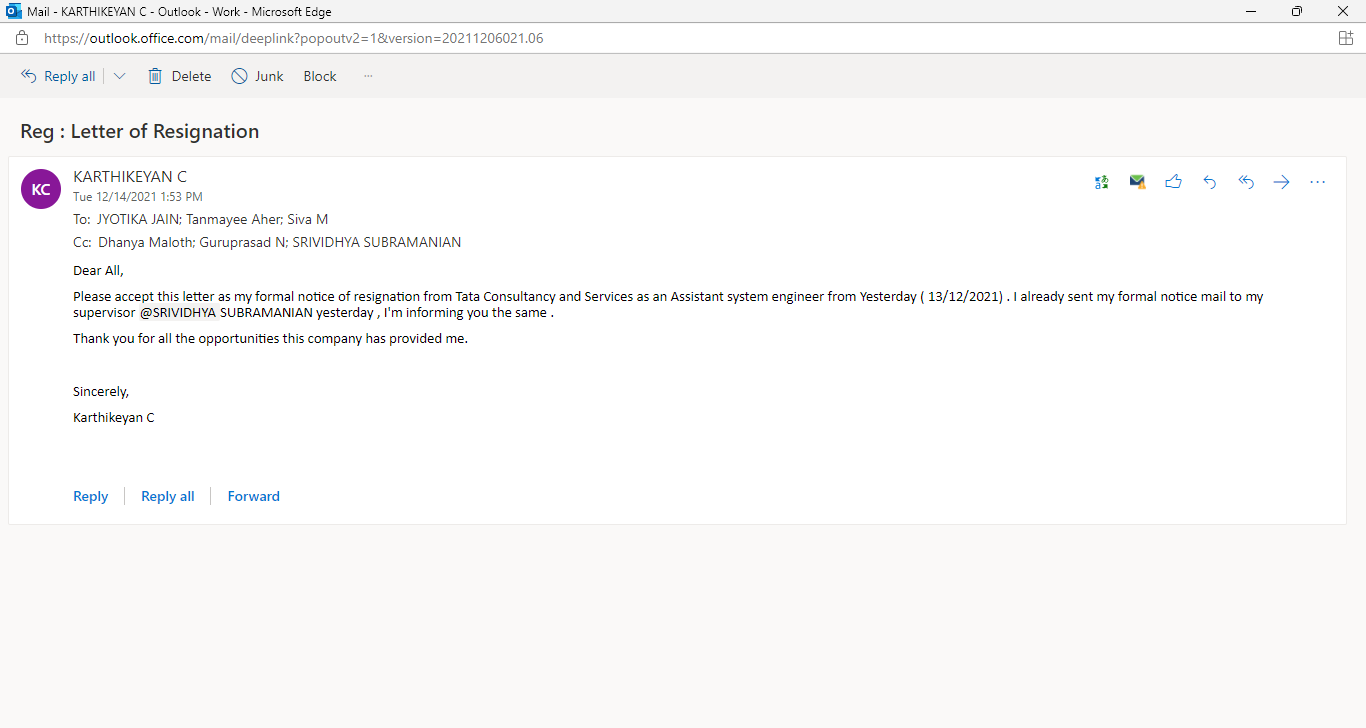 Mail - KARTHIKEYAN C - Outlook - Work - Microsoft Edge
https://outlook.office.com/mail/deeplink?popoutv2=1&version=20211206021.06
Reply all Delete Junk Block ...
Reg : Letter of Resignation
KC
KARTHIKEYAN C
Tue 12/14/2021 1:53 PM
To: JYOTIKA JAIN; Tanmayee Aher; Siva M
Cc: Dhanya Maloth; Guruprasad N; SRIVIDHYA SUBRAMANIAN
Dear All,
Please accept this letter as my formal notice of resignation from Tata Consultancy and Services as an Assistant system engineer from Yesterday ( 13/12/2021) . I already sent my formal notice mail to my
supervisor @SRIVIDHYA SUBRAMANIAN yesterday , I'm informing you the same .
Thank you for all the opportunities this company has provided me.
Sincerely,
Karthikeyan C
Reply Reply all Forward